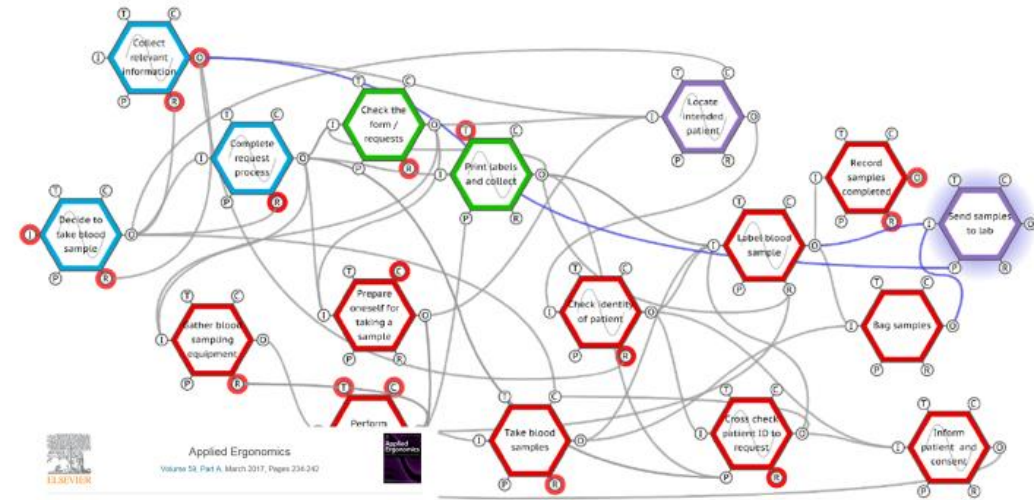 Collect
relevant
information
Complete
request
process
Decide to
take blood
sample
Check the
form /
requests
Print labels
and collect
Locate
intended
patient
Record
samples
completed
Send samples
to lab
Label blood
sample
Bag samples
Check identity
of patient
Prepare
oneself for
taking a
sample
Gather blood
sampling
equipment
Perform
Take blood
samples
Cross check
patient ID to
request
Inform
patient and
consent
T C I O P R
ELSEVIER
Applied Ergonomics
Volume 59, Part A, March 2017, Pages 234-242
Applied
Ergonomics